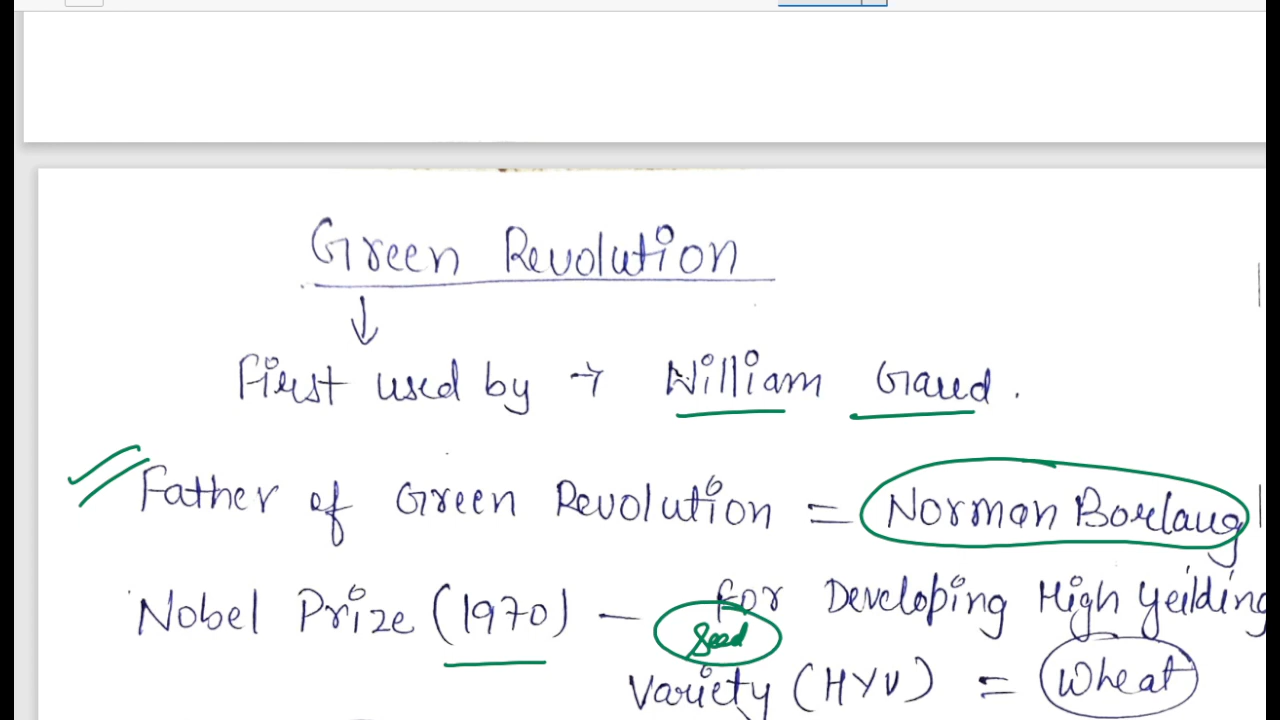 Green Revolution
↓
First used by → William Gaud.
Father of Green Revolution = Norman Borlaug
Nobel Prize (1970) – For Developing High Yeilding
Seed
Variety (HYV) = Wheat